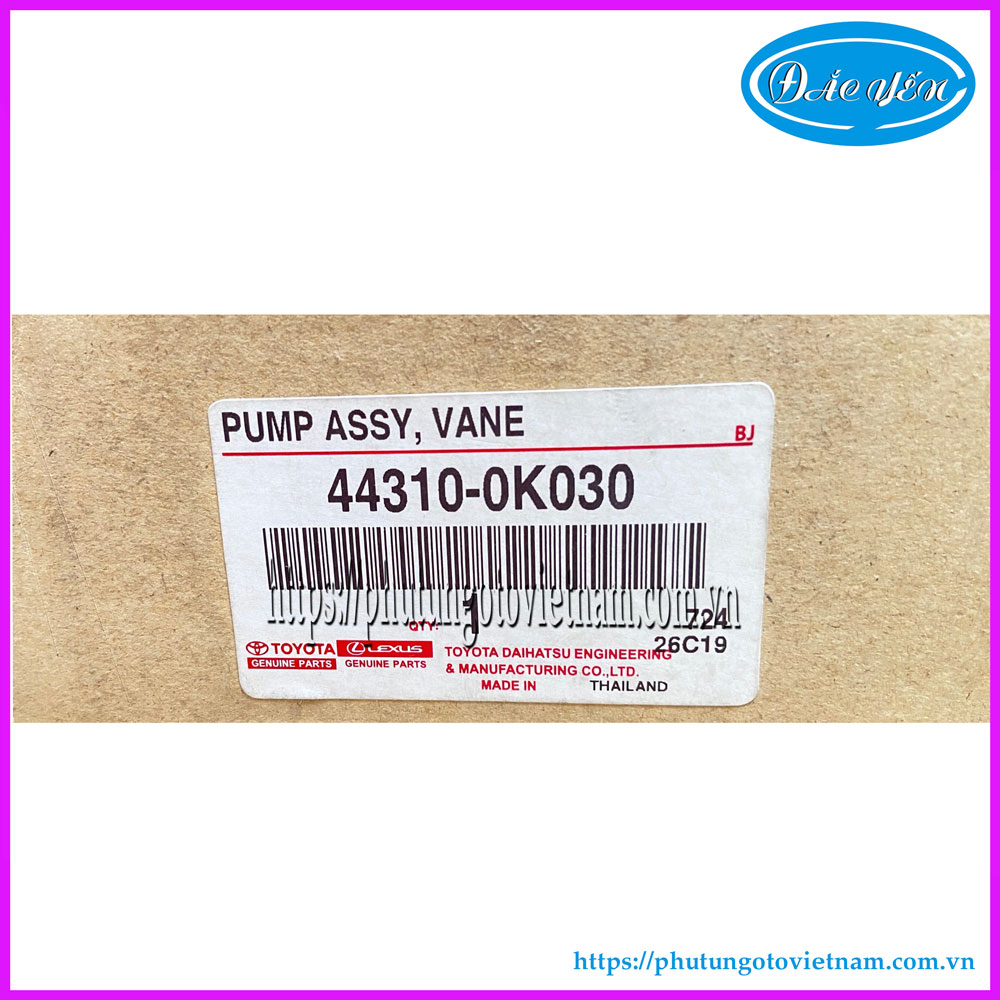 ĐẮC YẾN
PUMP ASSY, VANE
BJ
44310-0K030
https://phutungotovietnam.com.vn
QTY: 1
724
26C19
TOYOTA
GENUINE PARTS
LEXUS
GENUINE PARTS
TOYOTA DAIHATSU ENGINEERING
& MANUFACTURING CO.,LTD.
MADE IN THAILAND
https://phutungotovietnam.com.vn